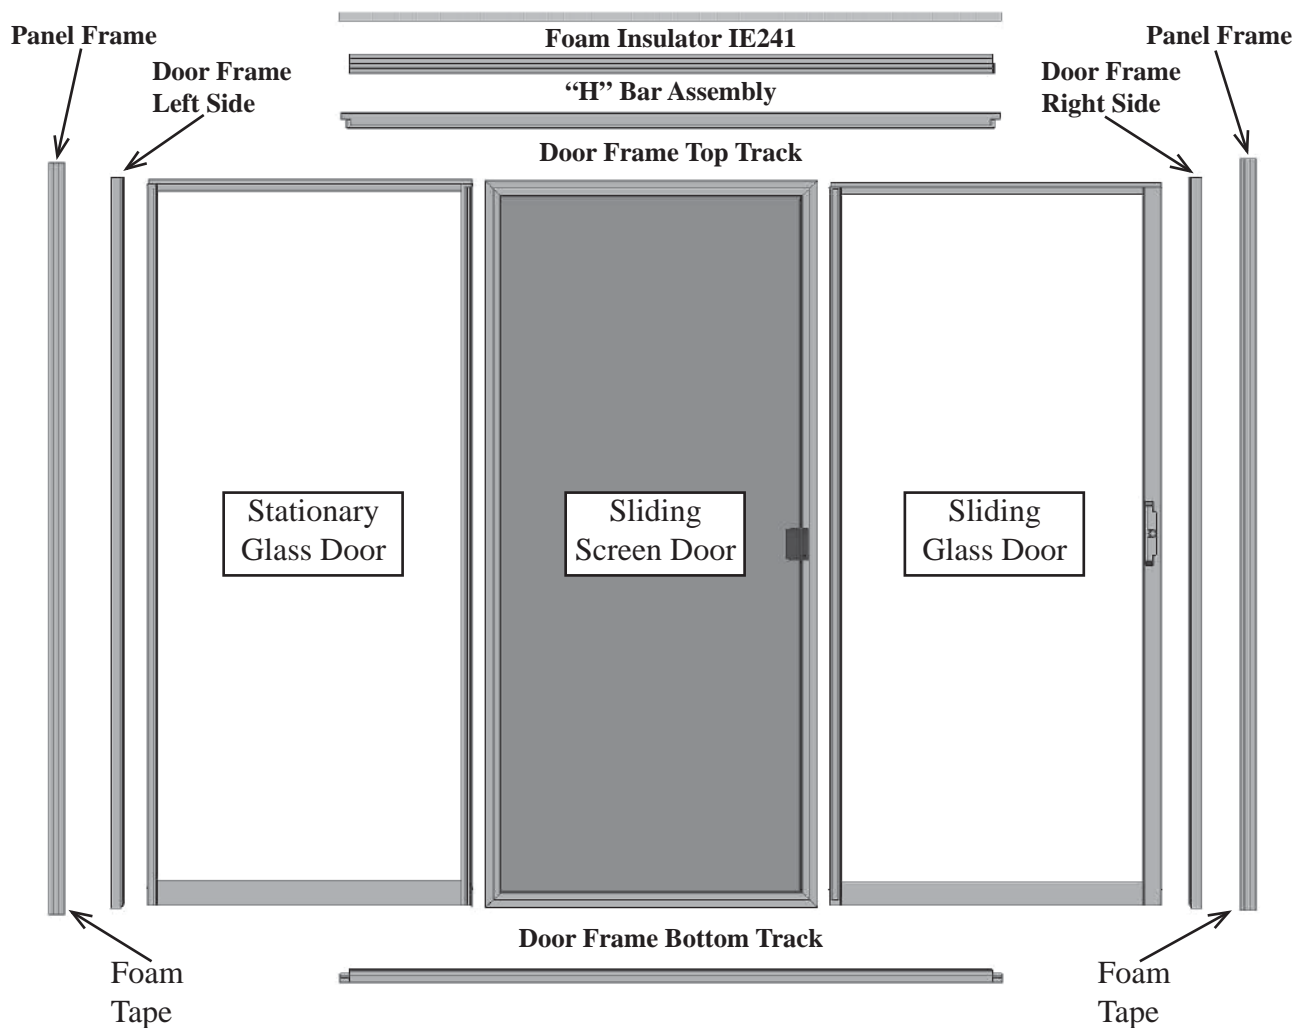 Foam Insulator IE241
Panel Frame
Panel Frame
Door Frame
Left Side
Door Frame
Right Side
“H” Bar Assembly
Door Frame Top Track
Stationary
Glass Door
Sliding
Screen Door
Sliding
Glass Door
Door Frame Bottom Track
Foam
Tape
Foam
Tape